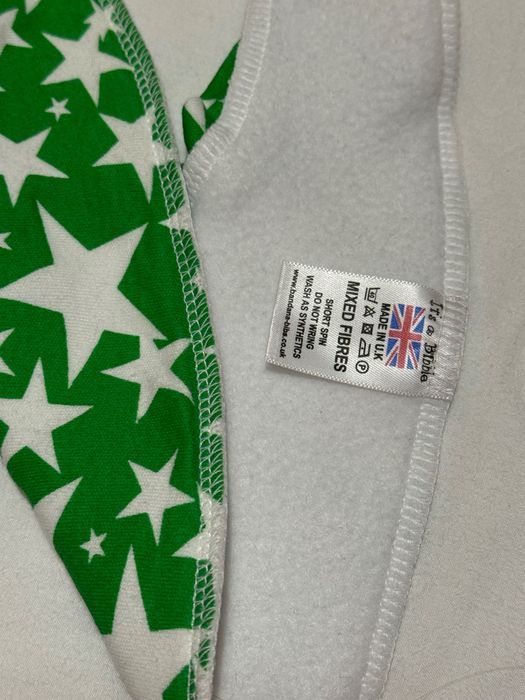 It's a Bibble
MADE IN U.K
P
MIXED FIBRES
SHORT SPIN
DO NOT WRING
WASH AS SYNTHETICS
www.bandana-bibs.co.uk